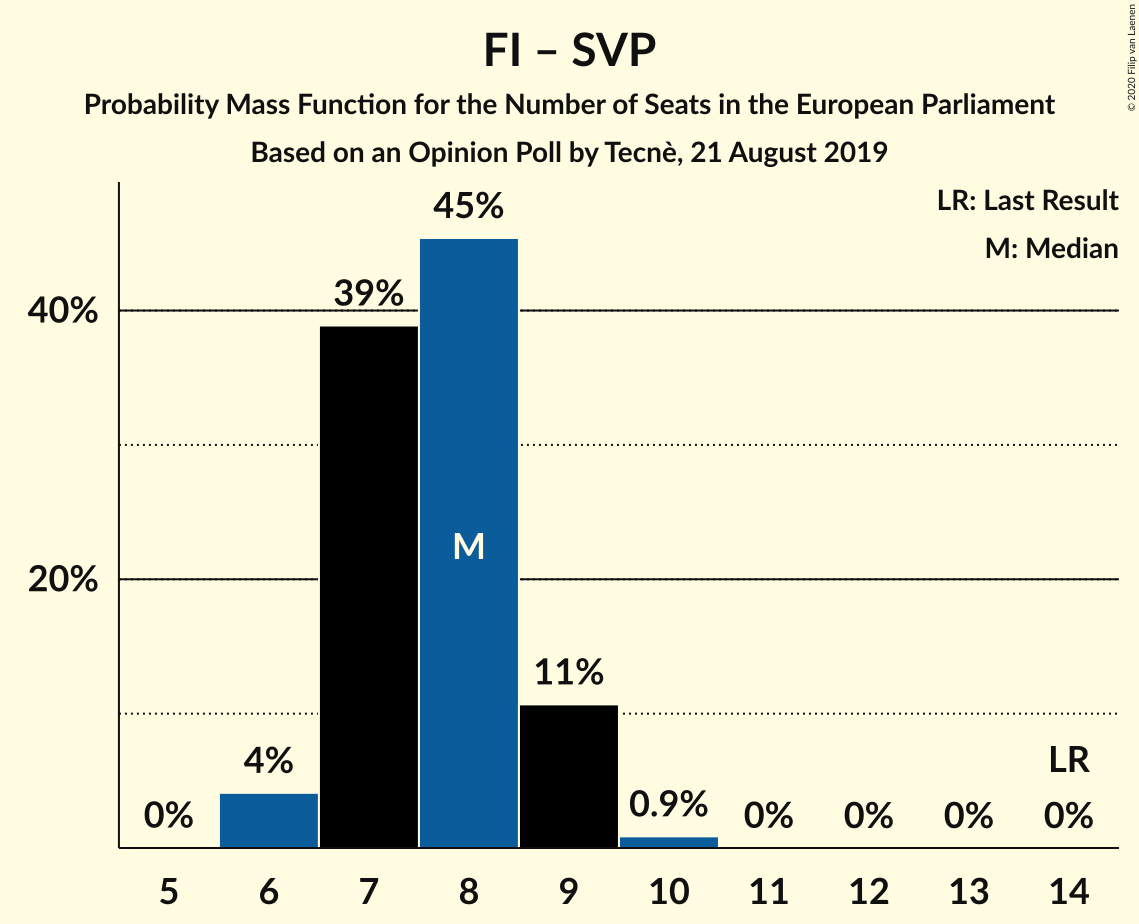 FI – SVP
Probability Mass Function for the Number of Seats in the European Parliament
Based on an Opinion Poll by Tecnè, 21 August 2019
© 2020 Filip van Laenen
LR: Last Result
M: Median
45%
39%
40%
M
20%
11%
4%
LR
0%
0.9%
0%
0%
0%
0%
5 6 7 8 9 10 11 12 13 14